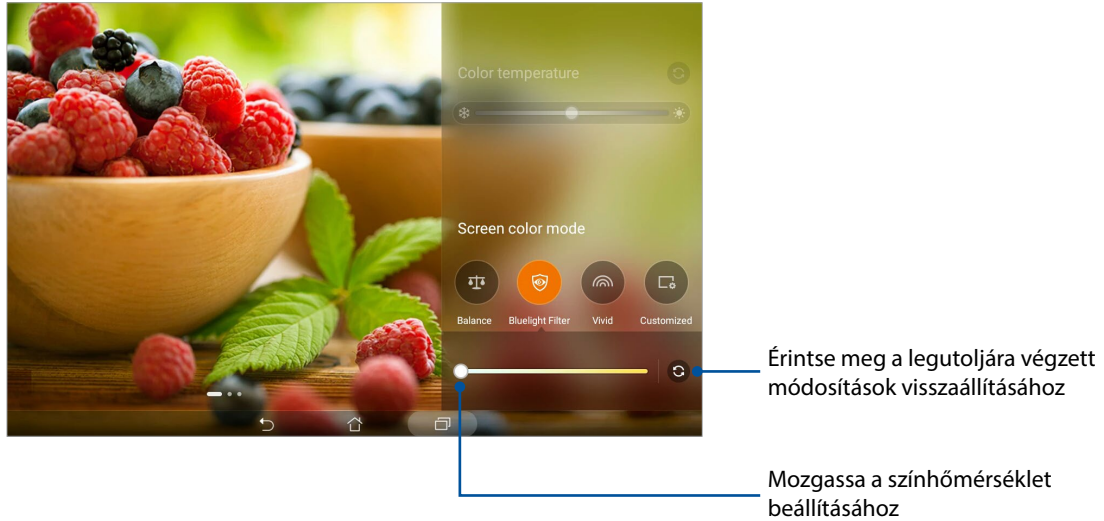 Color temperature
Screen color mode
Balance Bluelight Filter Vivid Customized
Érintse meg a legutoljára végzett
módosítások visszaállításához
Mozgassa a színhőmérséklet
beállításához